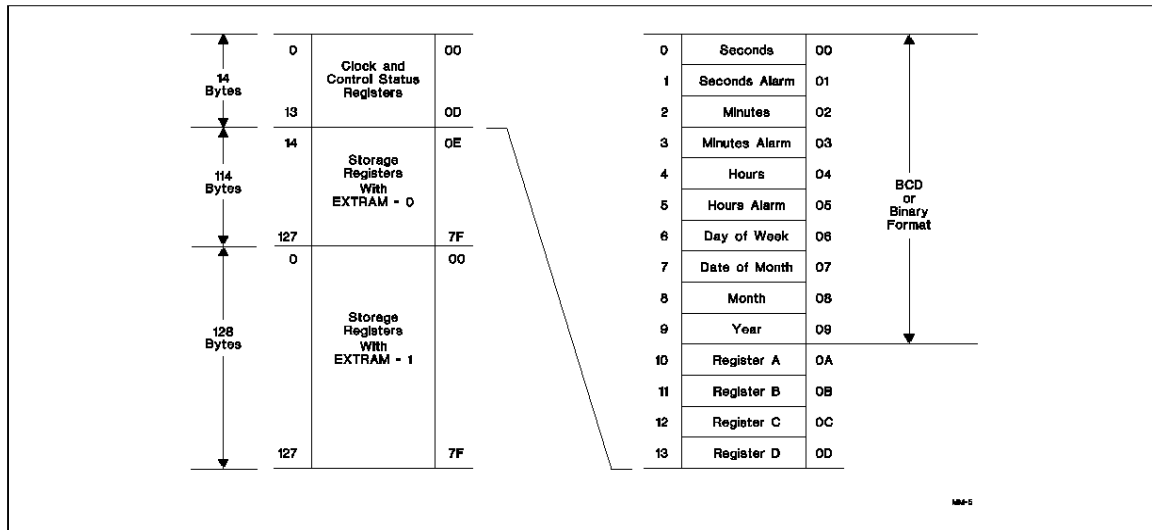 14
Bytes
114
Bytes
128
Bytes
0
Clock and
Control Status
Registers
00
13
0D
14
Storage
Registers
With
EXTRAM - 0
0E
127
7F
0
00
Storage
Registers
With
EXTRAM - 1
127
7F
0 Seconds 00
1 Seconds Alarm 01
2 Minutes 02
3 Minutes Alarm 03
4 Hours 04
5 Hours Alarm 05
6 Day of Week 06
7 Date of Month 07
8 Month 08
9 Year 09
10 Register A 0A
11 Register B 0B
12 Register C 0C
13 Register D 0D
BCD
or
Binary
Format
MM-5